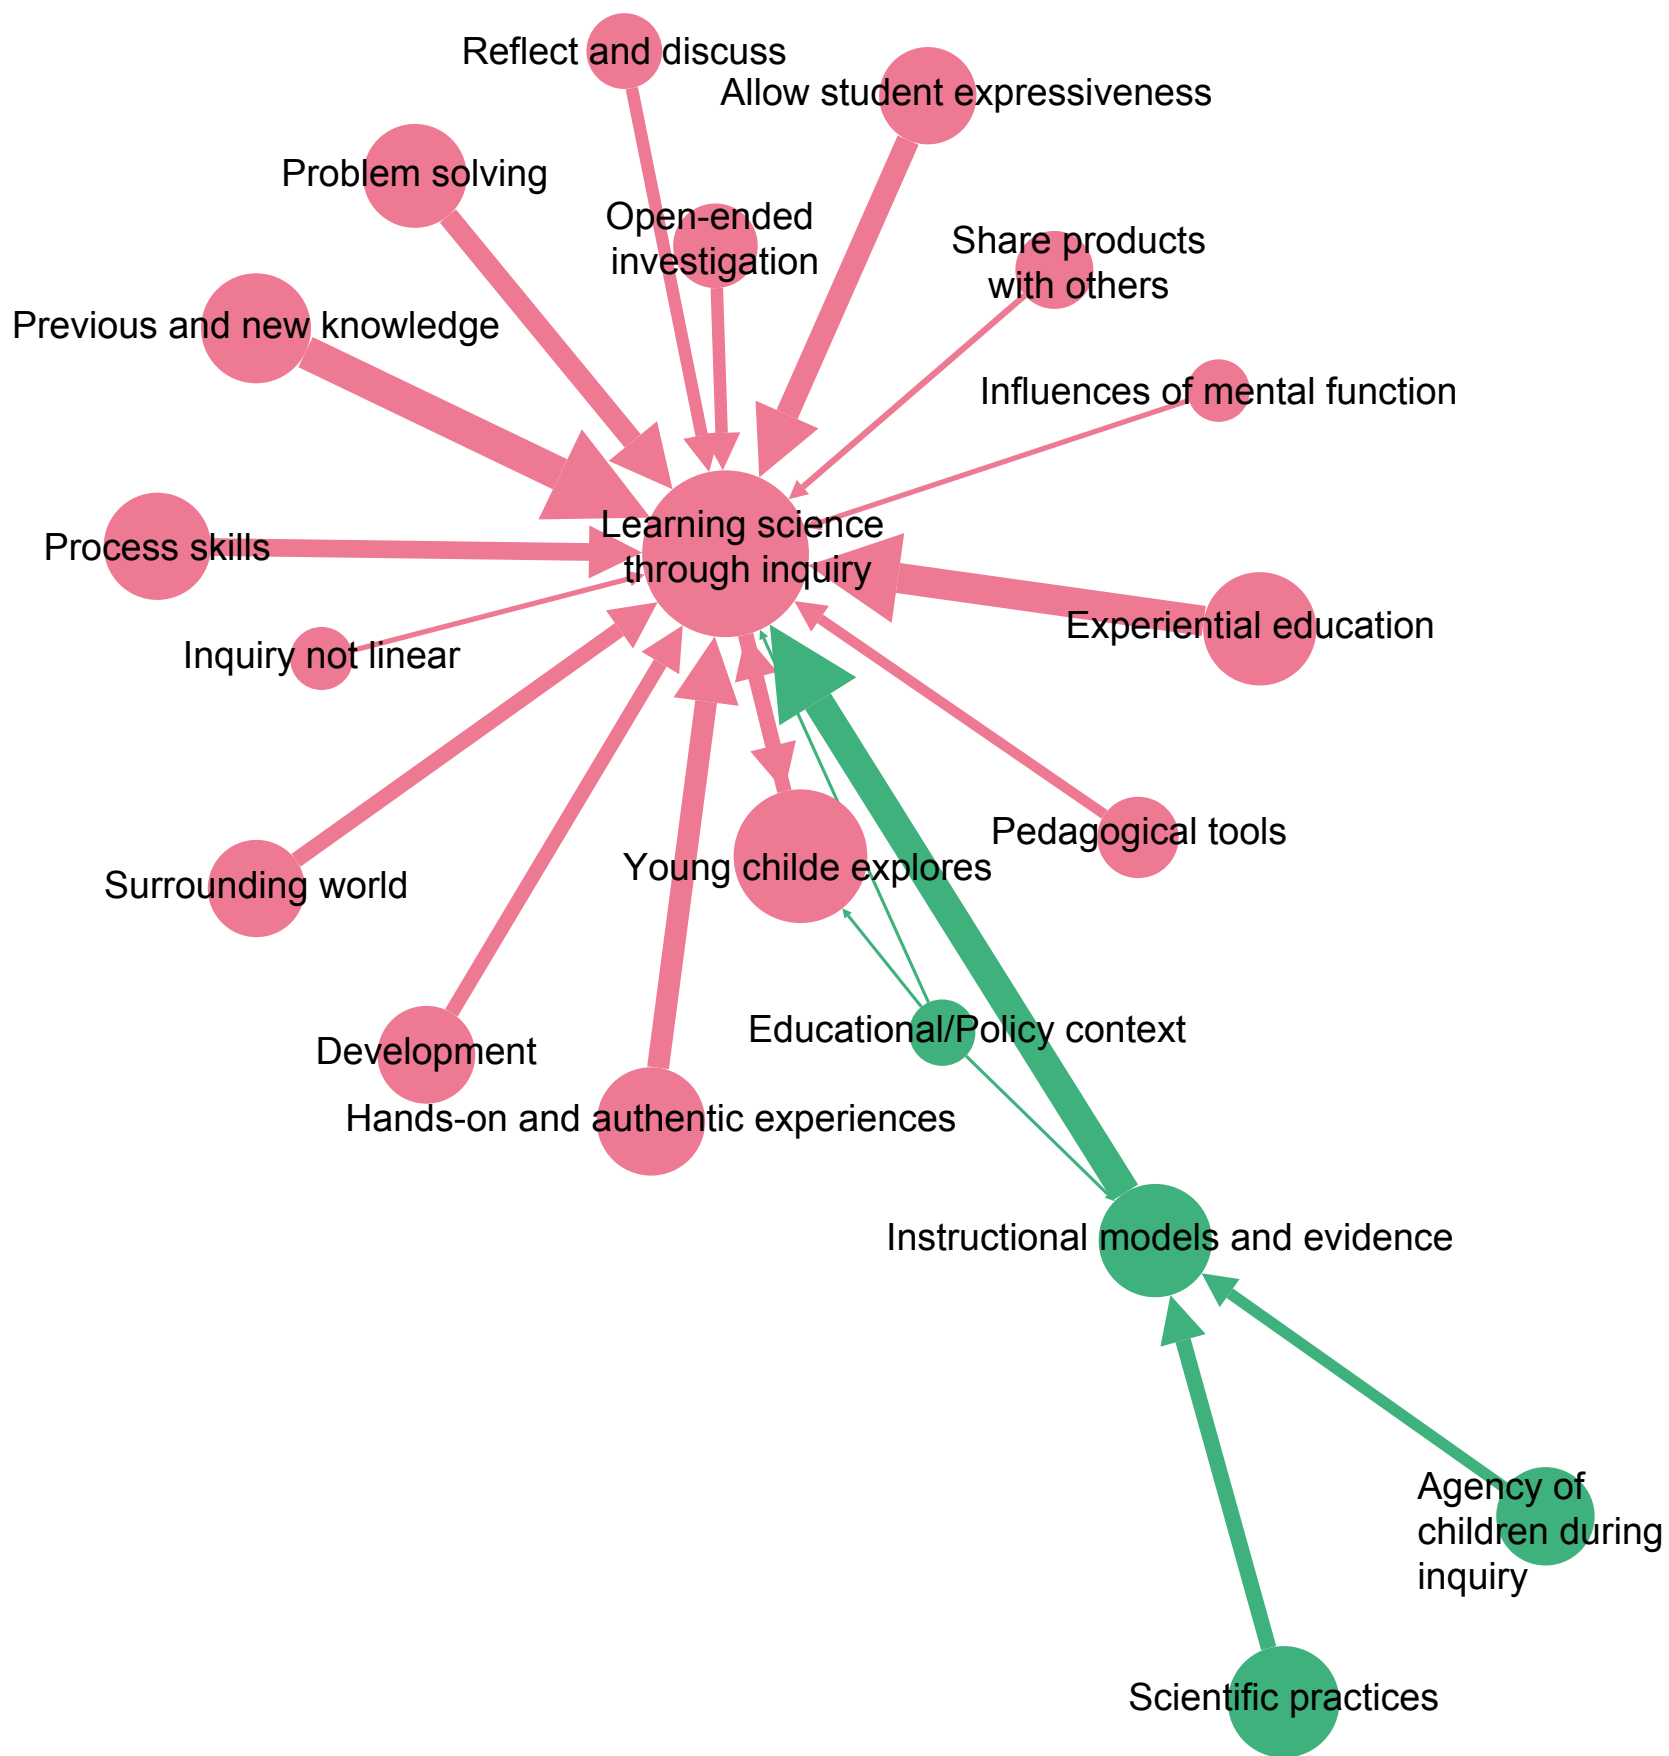 Reflect and discuss
Allow student expressiveness
Problem solving
Open-ended
investigation
Share products
with others
Previous and new knowledge
Influences of mental function
Learning science
through inquiry
Process skills
Experiential education
Inquiry not linear
Pedagogical tools
Young childe explores
Surrounding world
Educational/Policy context
Development
Hands-on and authentic experiences
Instructional models and evidence
Agency of
children during
inquiry
Scientific practices